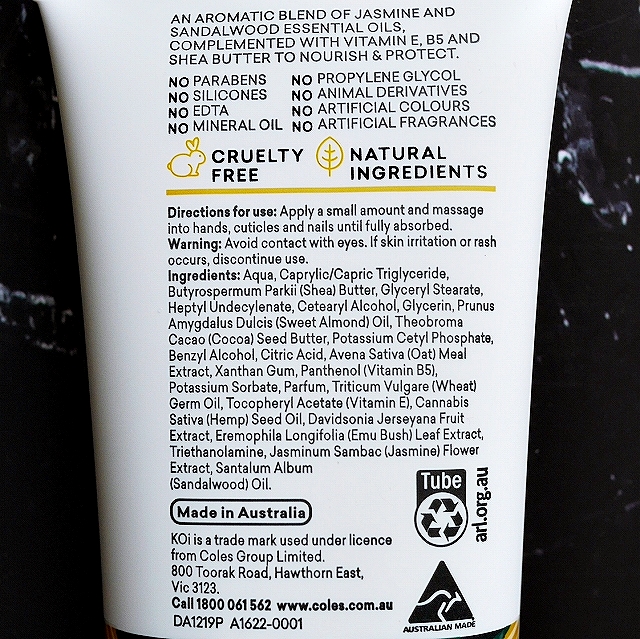 AN AROMATIC BLEND OF JASMINE AND
SANDALWOOD ESSENTIAL OILS,
COMPLEMENTED WITH VITAMIN E, B5 AND
SHEA BUTTER TO NOURISH & PROTECT.
NO PARABENS NO PROPYLENE GLYCOL
NO SILICONES NO ANIMAL DERIVATIVES
NO EDTA NO ARTIFICIAL COLOURS
NO MINERAL OIL NO ARTIFICIAL FRAGRANCES
CRUELTY FREE
NATURAL INGREDIENTS
Directions for use: Apply a small amount and massage
into hands, cuticles and nails until fully absorbed.
Warning: Avoid contact with eyes. If skin irritation or rash
occurs, discontinue use.
Ingredients: Aqua, Caprylic/Capric Triglyceride,
Butyrospermum Parkii (Shea) Butter, Glyceryl Stearate,
Heptyl Undecylenate, Cetearyl Alcohol, Glycerin, Prunus
Amygdalus Dulcis (Sweet Almond) Oil, Theobroma
Cacao (Cocoa) Seed Butter, Potassium Cetyl Phosphate,
Benzyl Alcohol, Citric Acid, Avena Sativa (Oat) Meal
Extract, Xanthan Gum, Panthenol (Vitamin B5),
Potassium Sorbate, Parfum, Triticum Vulgare (Wheat)
Germ Oil, Tocopheryl Acetate (Vitamin E), Cannabis
Sativa (Hemp) Seed Oil, Davidsonia Jerseyana Fruit
Extract, Eremophila Longifolia (Emu Bush) Leaf Extract,
Triethanolamine, Jasminum Sambac (Jasmine) Flower
Extract, Santalum Album
(Sandalwood) Oil.
Made in Australia
KOi is a trade mark used under licence
from Coles Group Limited.
800 Toorak Road, Hawthorn East,
Vic 3123.
Call 1800 061 562 www.coles.com.au
DA1219P A1622-0001
Tube
arl.org.au
AUSTRALIAN MADE